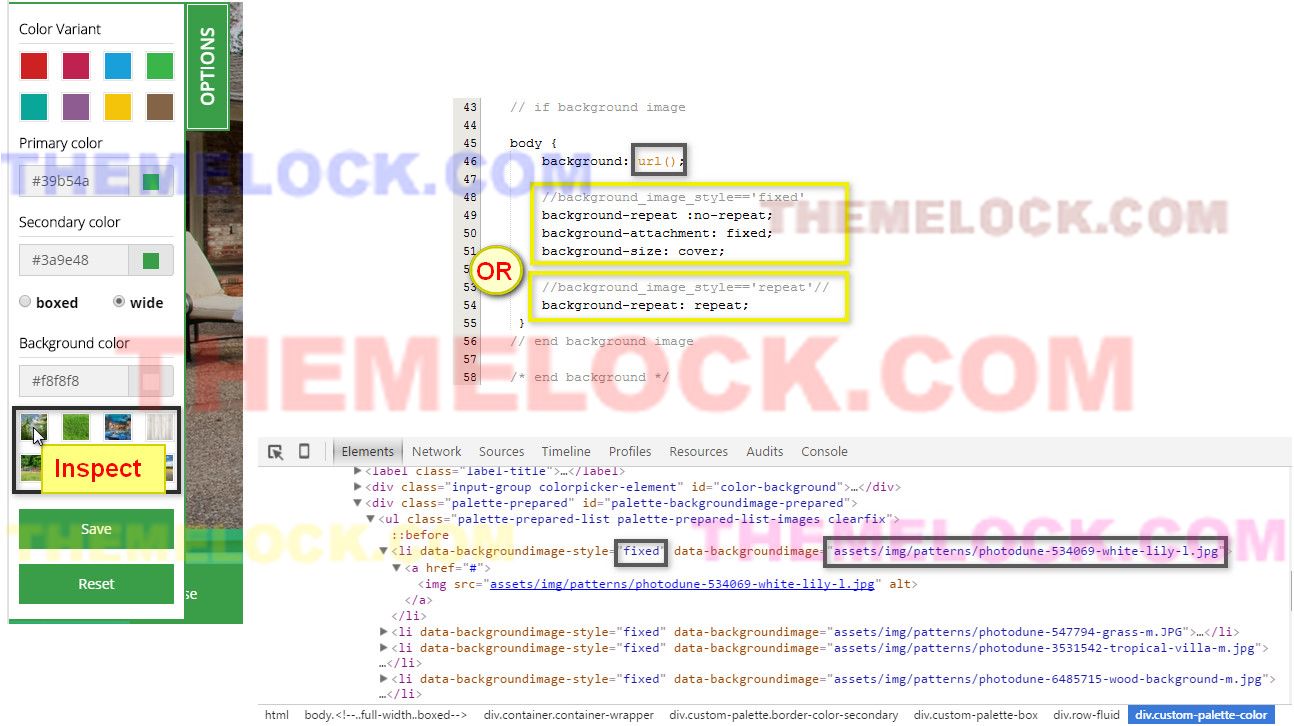 Color Variant
OPTIONS
Primary color
#39b54a
Secondary color
#3a9e48
boxed wide
Background color
#f8f8f8
Inspect
Save
Reset
se
THEMELOCK.COM
THEMELOCK.COM
THEMELOCK.COM
THEMELOCK.COM
THEMELOCK.COM
43 // if background image
44
45 body {
46 background: url();
47
48 //background_image_style=='fixed'
49 background-repeat :no-repeat;
50 background-attachment: fixed;
51 background-size: cover;
OR
53 //background_image_style=='repeat'//
54 background-repeat: repeat;
55 }
56 // end background image
57
58 /* end background */
Elements Network Sources Timeline Profiles Resources Audits Console
▶<label class="label-title">…</label>
▶<div class="input-group colorpicker-element" id="color-background">…</div>
▼<div class="palette-prepared" id="palette-backgroundimage-prepared">
▼<ul class="palette-prepared-list palette-prepared-list-images clearfix">
::before
▼<li data-backgroundimage-style="fixed" data-backgroundimage="assets/img/patterns/photodune-534069-white-lily-l.jpg">
▼<a href="#">
<img src="assets/img/patterns/photodune-534069-white-lily-l.jpg" alt>
</a>
</li>
▶<li data-backgroundimage-style="fixed" data-backgroundimage="assets/img/patterns/photodune-547794-grass-m.JPG">…</li>
▶<li data-backgroundimage-style="fixed" data-backgroundimage="assets/img/patterns/photodune-3531542-tropical-villa-m.jpg">
…</li>
▶<li data-backgroundimage-style="fixed" data-backgroundimage="assets/img/patterns/photodune-6485715-wood-background-m.jpg">
…</li>
html body.<!--..full-width..boxed--> div.container.container-wrapper div.custom-palette.border-color-secondary div.custom-palette-box div.row-fluid div.custom-palette-color